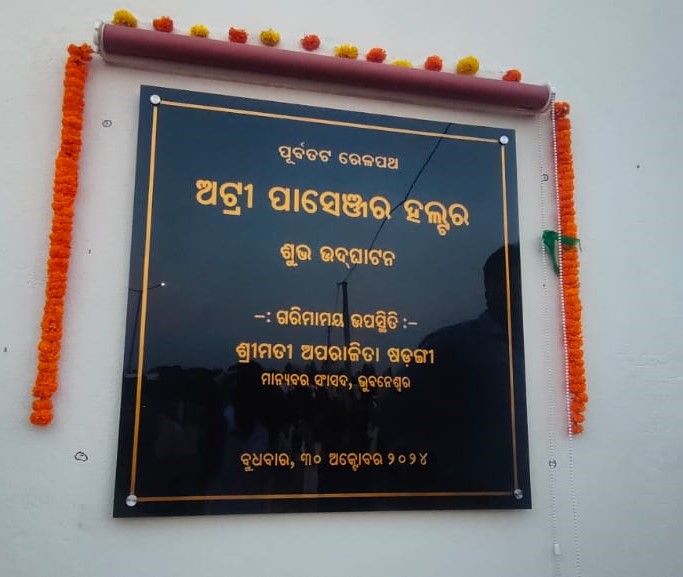 ପୂର୍ବତଟ ରେଳପଥ
ଅଟ୍ରୀ ପାସେଞ୍ଜର ହଲ୍ଟର
ଶୁଭ ଉଦ୍‌ଘାଟନ
-: ଗରିମାମୟ ଉପସ୍ଥିତି :-
ଶ୍ରୀମତୀ ଅପରାଜିତା ଷଡ଼ଙ୍ଗୀ
ମାନ୍ୟବର ସାଂସଦ, ଭୁବନେଶ୍ୱର
ବୁଧବାର, ୩୦ ଅକ୍ଟୋବର ୨୦୨୪